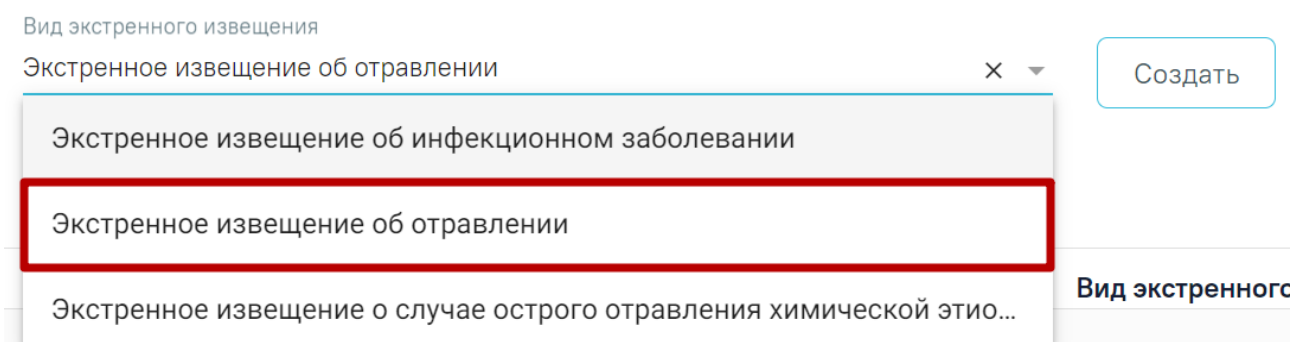 Вид экстренного извещения
Экстренное извещение об отравлении
Создать
Экстренное извещение об инфекционном заболевании
Экстренное извещение об отравлении
Вид экстренного
Экстренное извещение о случае острого отравления химической этио...